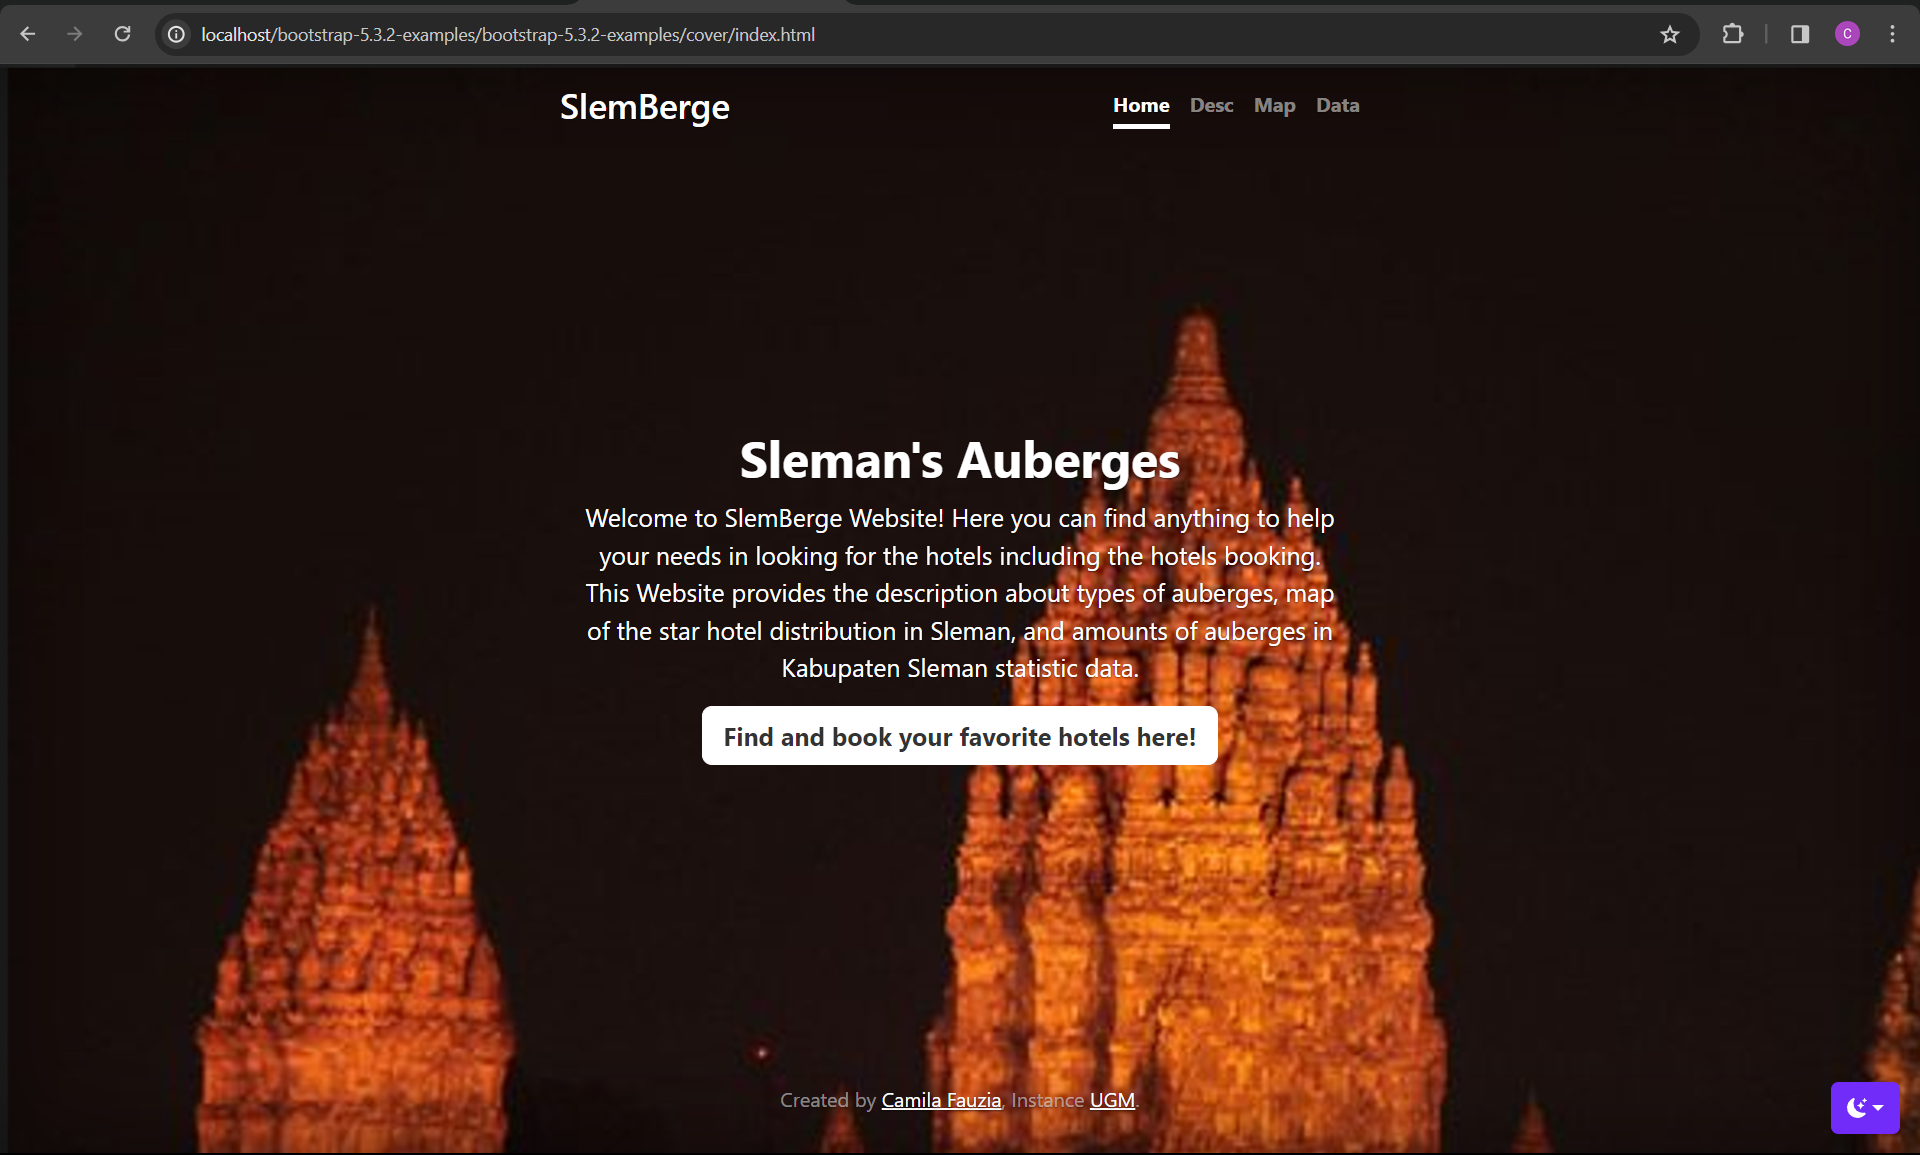 localhost/bootstrap-5.3.2-examples/bootstrap-5.3.2-examples/cover/index.html
C
SlemBerge
Home Desc Map Data
Sleman's Auberges
Welcome to SlemBerge Website! Here you can find anything to help
your needs in looking for the hotels including the hotels booking.
This Website provides the description about types of auberges, map
of the star hotel distribution in Sleman, and amounts of auberges in
Kabupaten Sleman statistic data.
Find and book your favorite hotels here!
Created by Camila Fauzia, Instance UGM.